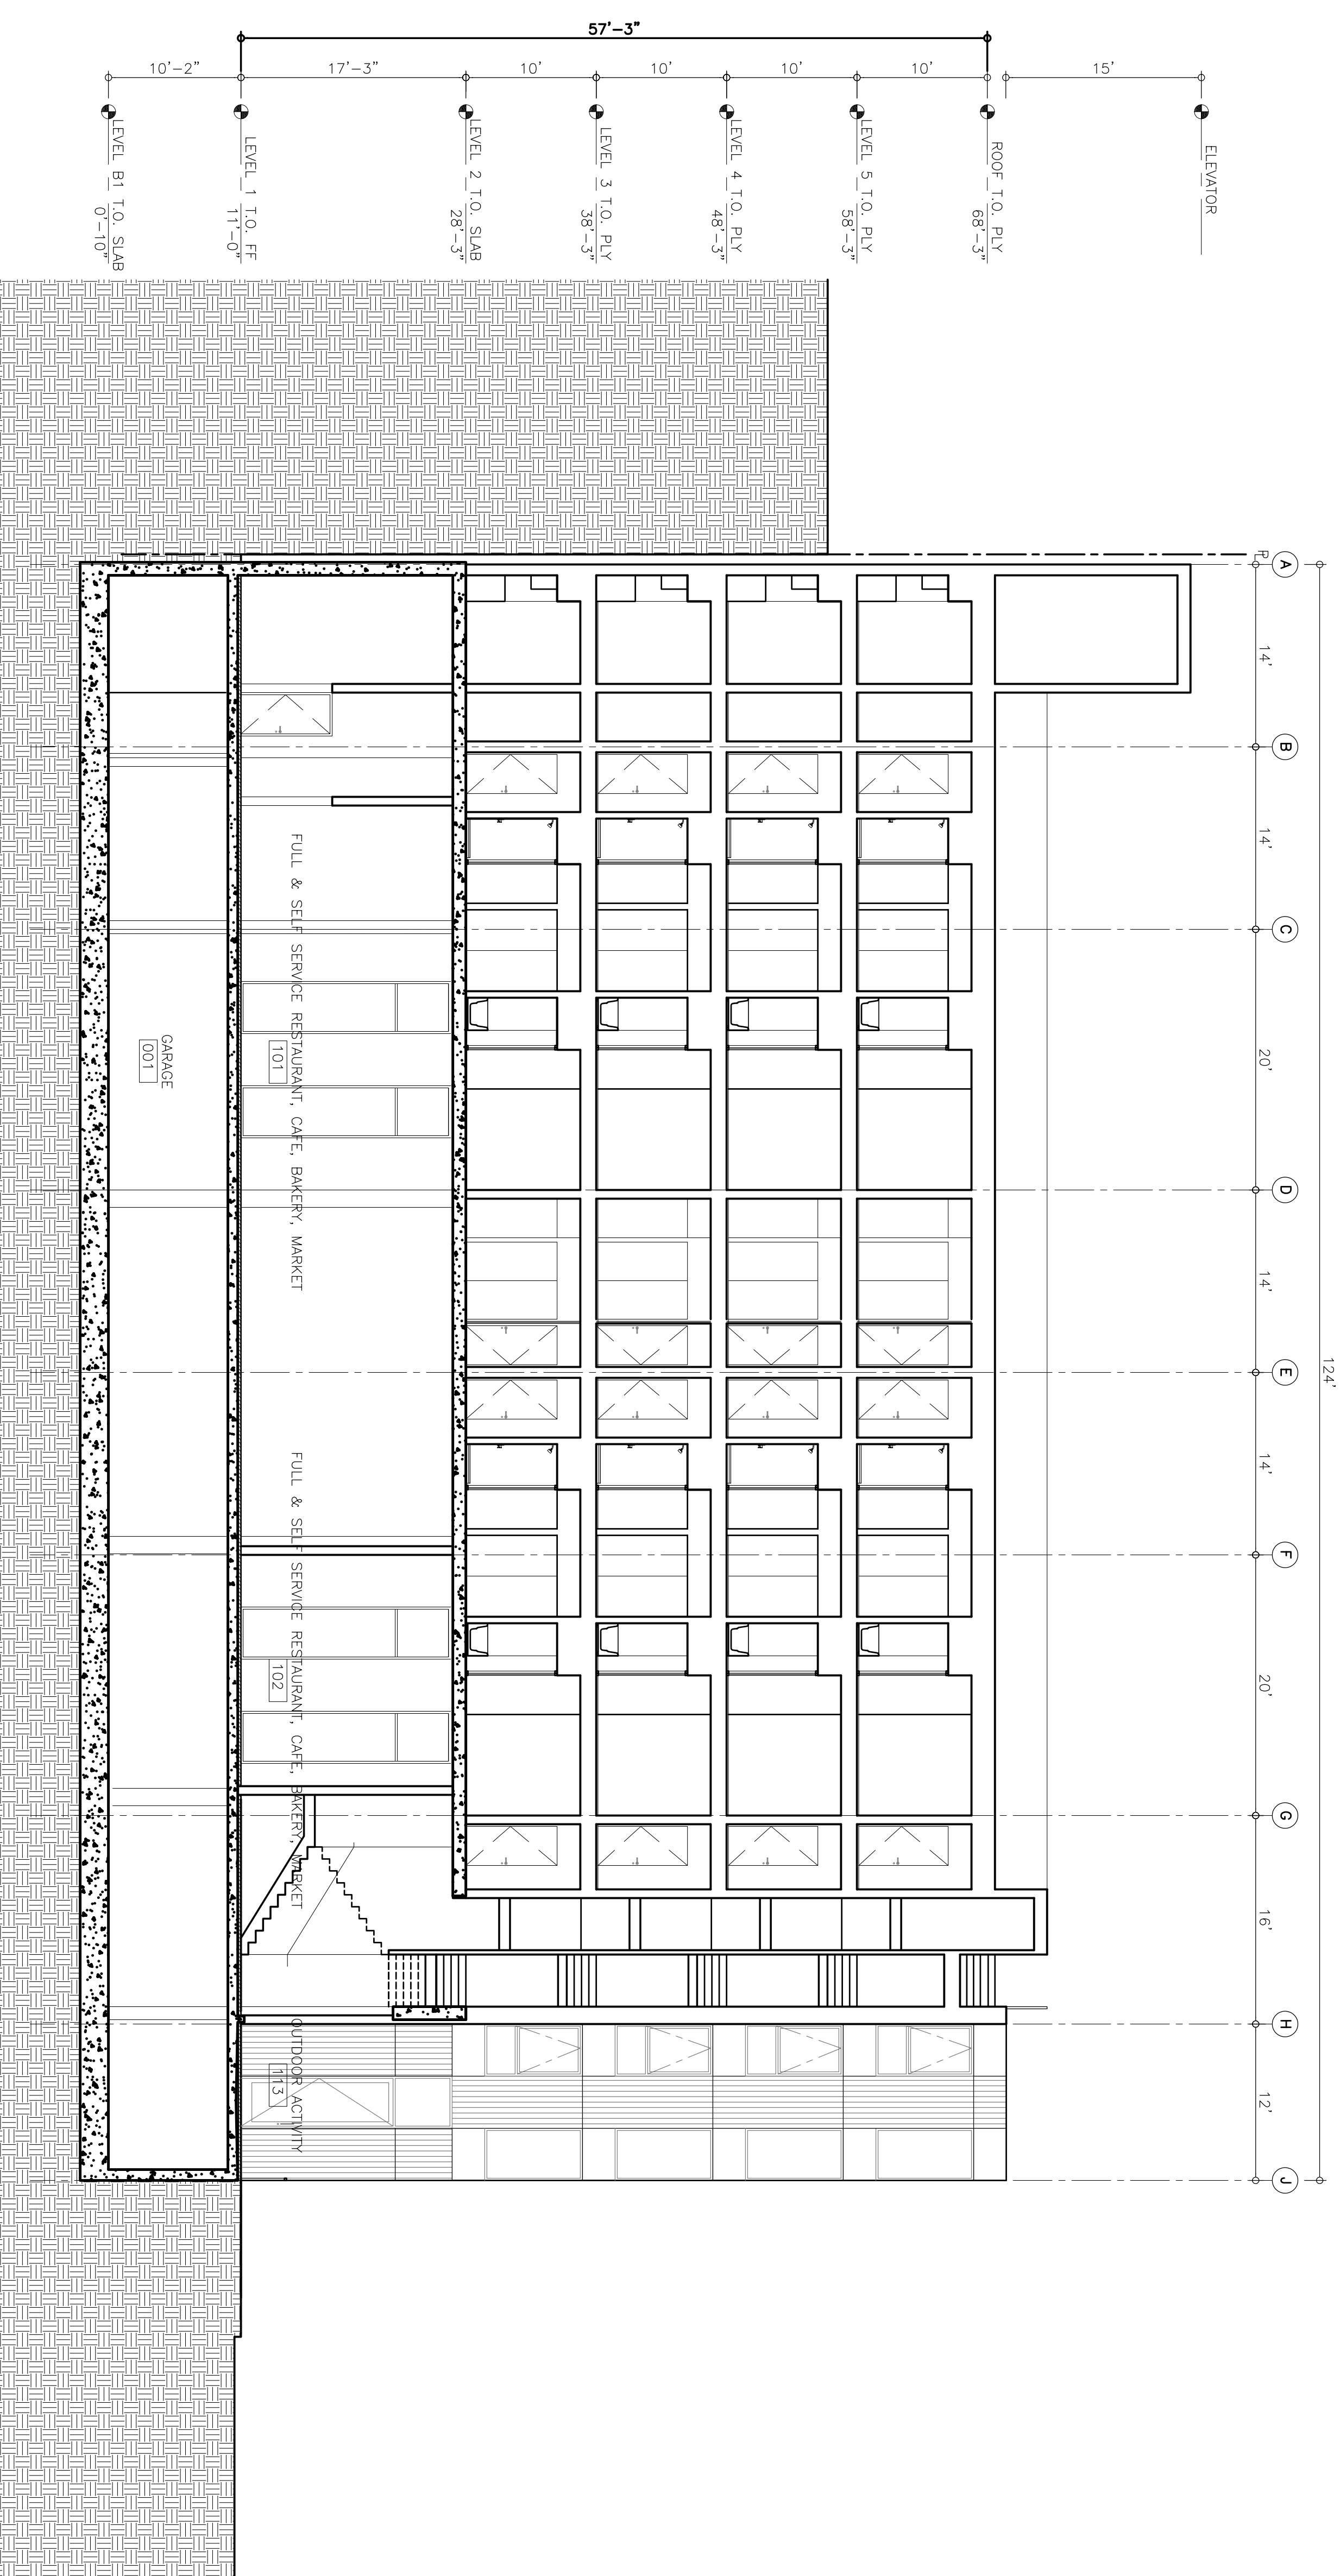 124'
A
B
C
D
E
F
G
H
J
14'
14'
20'
14'
14'
20'
16'
12'
ELEVATOR
15'
ROOF T.O. PLY
68'-3"
10'
LEVEL 5 T.O. PLY
58'-3"
10'
LEVEL 4 T.O. PLY
48'-3"
10'
LEVEL 3 T.O. PLY
38'-3"
10'
LEVEL 2 T.O. SLAB
28'-3"
57'-3"
17'-3"
LEVEL 1 T.O. FF
11'-0"
10'-2"
LEVEL B1 T.O. SLAB
0'-10"
FULL & SELF SERVICE RESTAURANT, CAFE, BAKERY, MARKET
101
FULL & SELF SERVICE RESTAURANT, CAFE, BAKERY, MARKET
102
OUTDOOR ACTIVITY
113
GARAGE
001